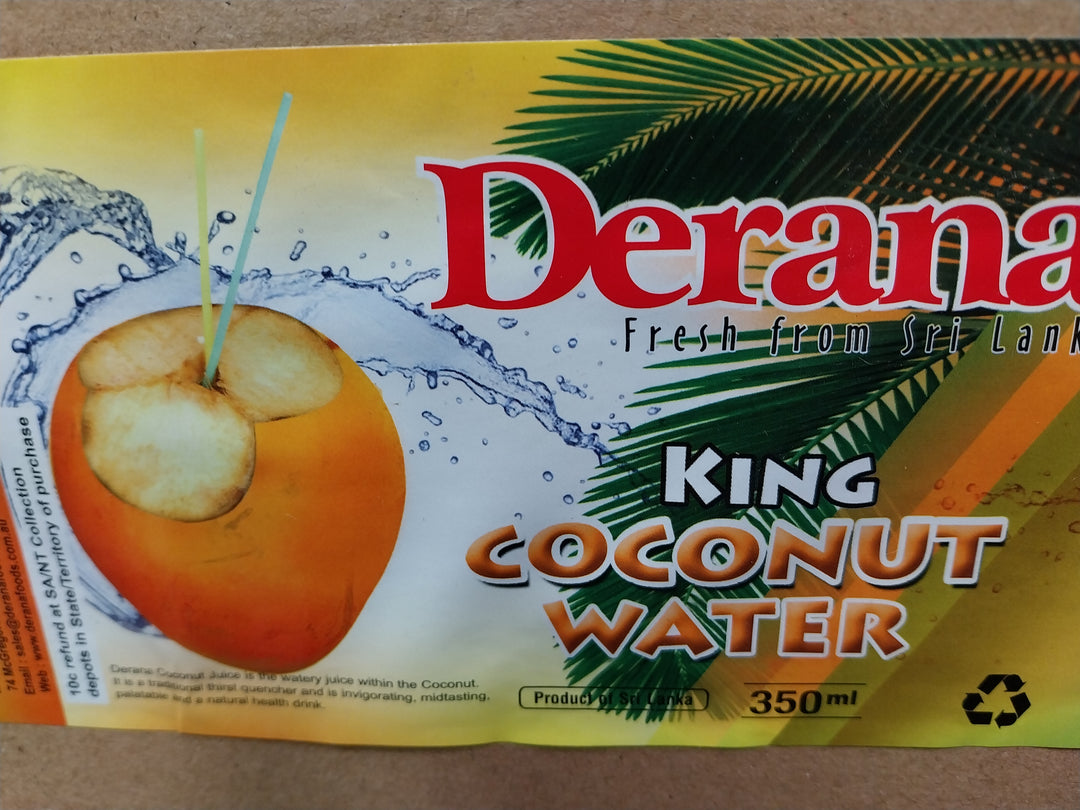 Derana
Fresh from Sri Lank
KING
COCONUT
WATER
Product of Sri Lanka
350ml
Derana Coconut Juice is the watery juice within the Coconut.
It is a traditional thirst quencher and is invigorating, midtasting,
palatable and a natural health drink.
74 McGreg
Email : sales@deranafoods.com.au
Web : www.deranafoods.com.au
10c refund at SA/NT Collection
depots in State/Territory of purchase